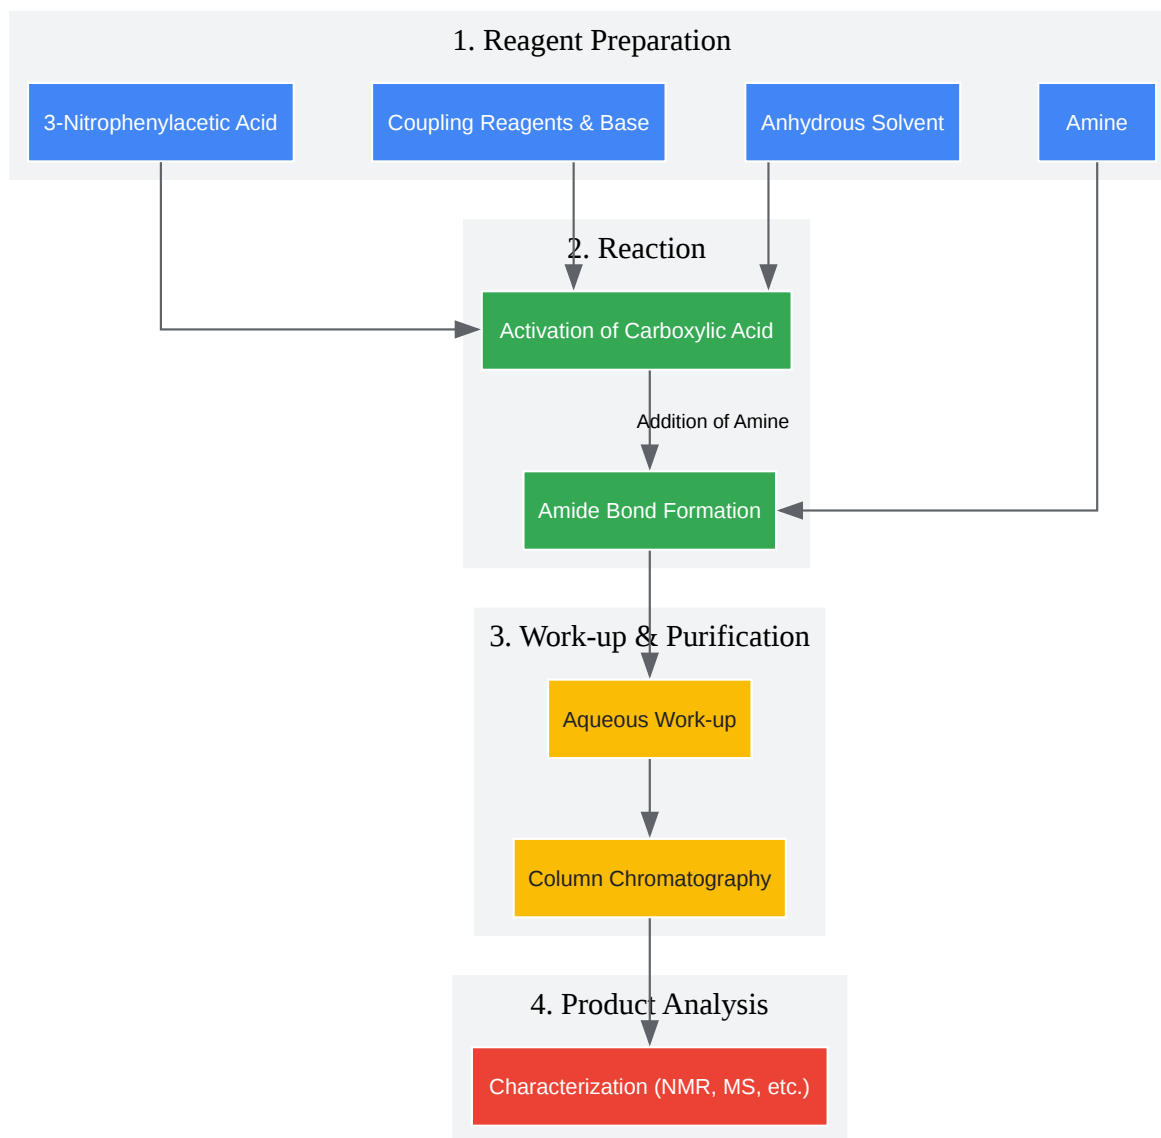 1. Reagent Preparation
3-Nitrophenylacetic Acid
Coupling Reagents & Base
Anhydrous Solvent
Amine
2. Reaction
Activation of Carboxylic Acid
Addition of Amine
Amide Bond Formation
3. Work-up & Purification
Aqueous Work-up
Column Chromatography
4. Product Analysis
Characterization (NMR, MS, etc.)